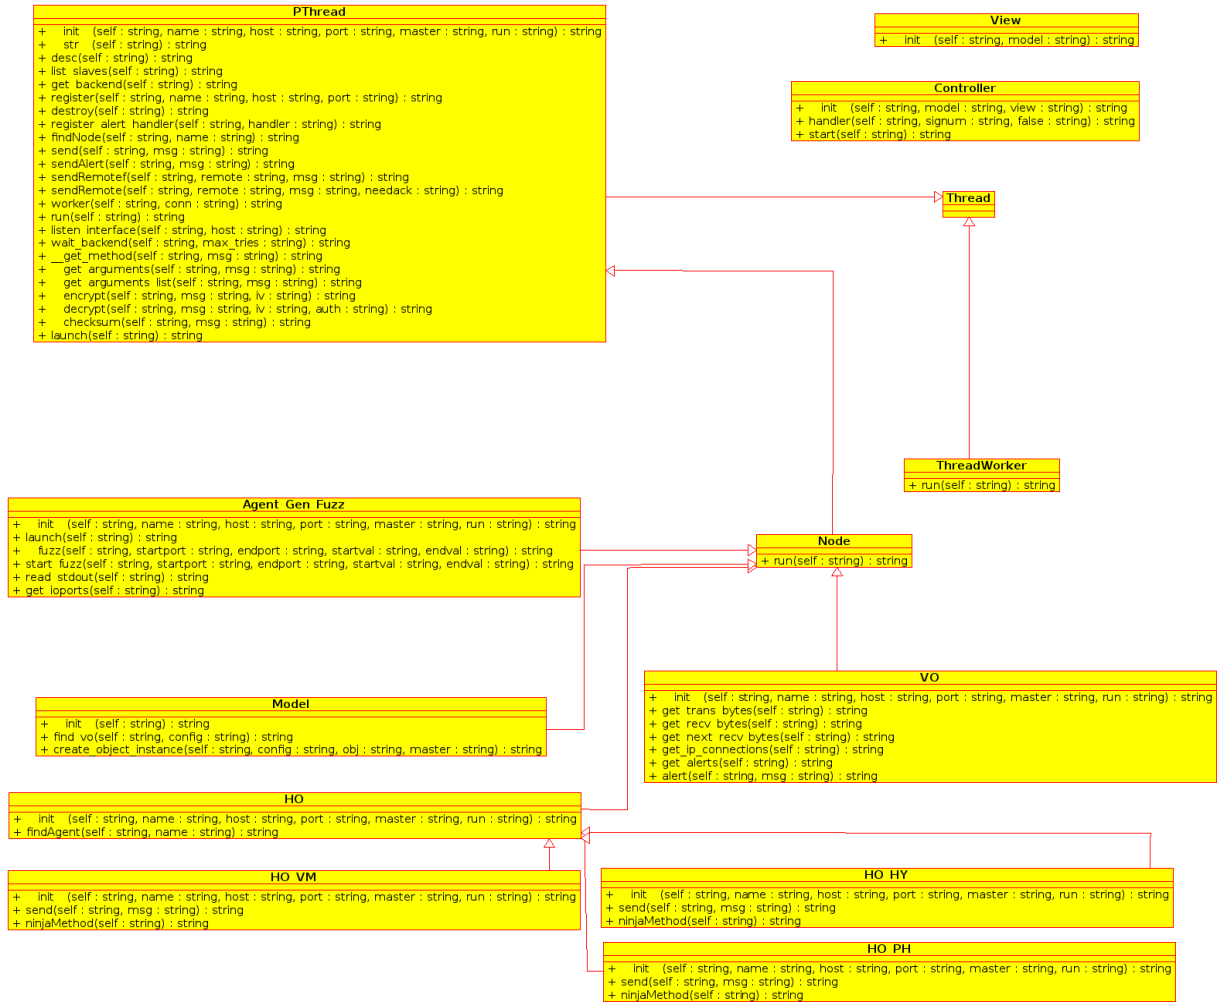 PThread
+ __init__(self : string, name : string, host : string, port : string, master : string, run : string) : string
+ __str__(self : string) : string
+ desc(self : string) : string
+ list_slaves(self : string) : string
+ get_backend(self : string) : string
+ register(self : string, name : string, host : string, port : string) : string
+ destroy(self : string) : string
+ register_alert_handler(self : string, handler : string) : string
+ findNode(self : string, name : string) : string
+ send(self : string, msg : string) : string
+ sendAlert(self : string, msg : string) : string
+ sendRemotef(self : string, remote : string, msg : string) : string
+ sendRemote(self : string, remote : string, msg : string, needack : string) : string
+ worker(self : string, conn : string) : string
+ run(self : string) : string
+ listen_interface(self : string, host : string) : string
+ wait_backend(self : string, max_tries : string) : string
+ __get_method(self : string, msg : string) : string
+ __get_arguments(self : string, msg : string) : string
+ __get_arguments_list(self : string, msg : string) : string
+ __encrypt(self : string, msg : string, iv : string) : string
+ __decrypt(self : string, msg : string, iv : string, auth : string) : string
+ __checksum(self : string, msg : string) : string
+ launch(self : string) : string
View
+ __init__(self : string, model : string) : string
Controller
+ __init__(self : string, model : string, view : string) : string
+ handler(self : string, signum : string, false : string) : string
+ start(self : string) : string
Thread
ThreadWorker
+ run(self : string) : string
Agent_Gen_Fuzz
+ __init__(self : string, name : string, host : string, port : string, master : string, run : string) : string
+ launch(self : string) : string
+ __fuzz(self : string, startport : string, endport : string, startval : string, endval : string) : string
+ start_fuzz(self : string, startport : string, endport : string, startval : string, endval : string) : string
+ read_stdout(self : string) : string
+ get_ioports(self : string) : string
Node
+ run(self : string) : string
Model
+ __init__(self : string) : string
+ find_vo(self : string, config : string) : string
+ create_object_instance(self : string, config : string, obj : string, master : string) : string
VO
+ __init__(self : string, name : string, host : string, port : string, master : string, run : string) : string
+ get_trans_bytes(self : string) : string
+ get_recv_bytes(self : string) : string
+ get_next_recv_bytes(self : string) : string
+ get_ip_connections(self : string) : string
+ get_alerts(self : string) : string
+ alert(self : string, msg : string) : string
HO
+ __init__(self : string, name : string, host : string, port : string, master : string, run : string) : string
+ findAgent(self : string, name : string) : string
HO_VM
+ __init__(self : string, name : string, host : string, port : string, master : string, run : string) : string
+ send(self : string, msg : string) : string
+ ninjaMethod(self : string) : string
HO_HY
+ __init__(self : string, name : string, host : string, port : string, master : string, run : string) : string
+ send(self : string, msg : string) : string
+ ninjaMethod(self : string) : string
HO_PH
+ __init__(self : string, name : string, host : string, port : string, master : string, run : string) : string
+ send(self : string, msg : string) : string
+ ninjaMethod(self : string) : string